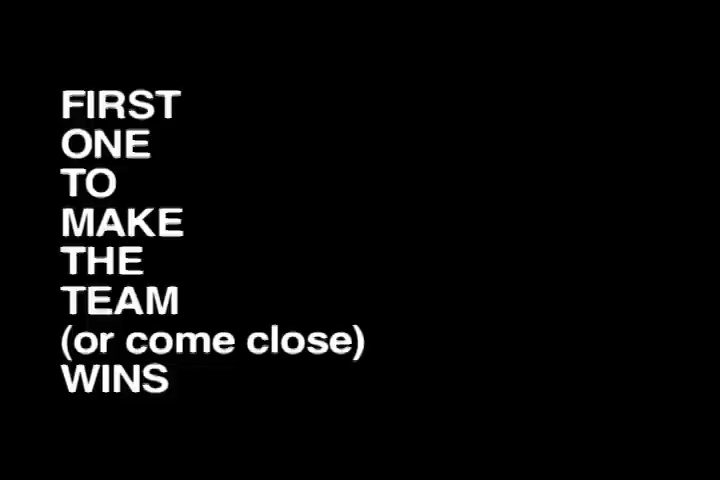 FIRST
ONE
TO
MAKE
THE
TEAM
(or come close)
WINS